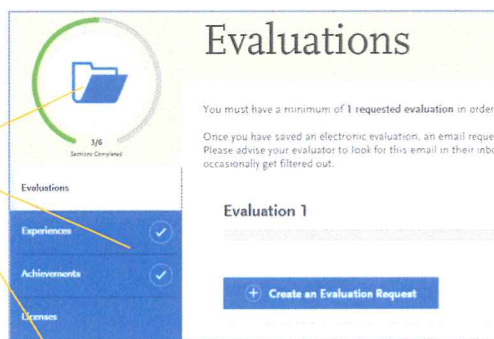 Evaluations
You must have a minimum of 1 requested evaluation in order
Once you have saved an electronic evaluation, an email reque
Please advise your evaluator to look for this email in their inbo
occasionally get filtered out.
3/6
Sections Completed
Evaluations
Experiences
Achievements
Licenses
Evaluation 1
Create an Evaluation Request